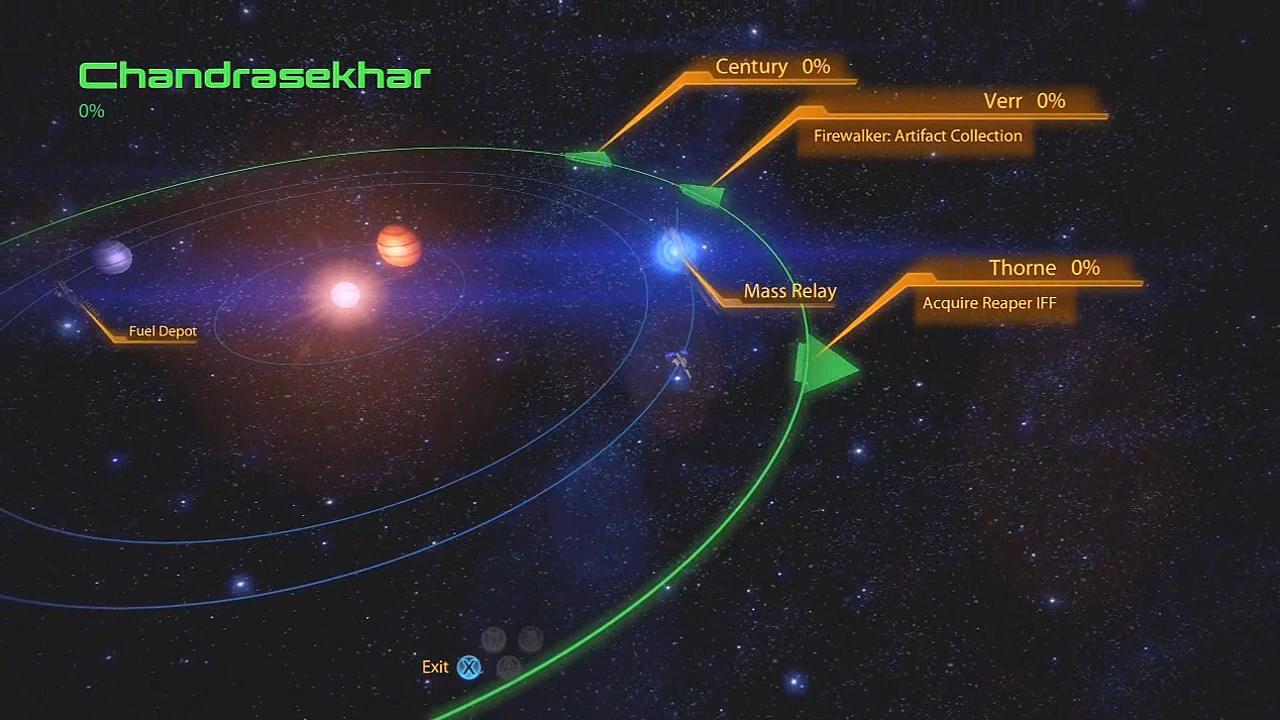 Chandrasekhar
0%
Century 0%
Verr 0%
Firewalker: Artifact Collection
Thorne 0%
Acquire Reaper IFF
Mass Relay
Fuel Depot
Exit X